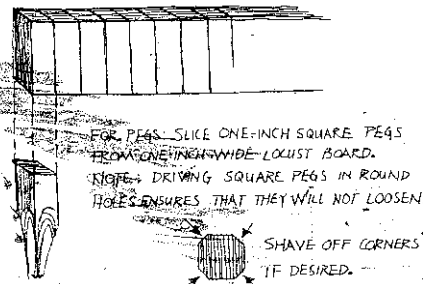 FOR PEGS: SLICE ONE-INCH SQUARE PEGS
FROM ONE-INCH-WIDE LOCUST BOARD.
NOTE: DRIVING SQUARE PEGS IN ROUND
HOLES ENSURES THAT THEY WILL NOT LOOSEN
SHAVE OFF CORNERS
IF DESIRED.